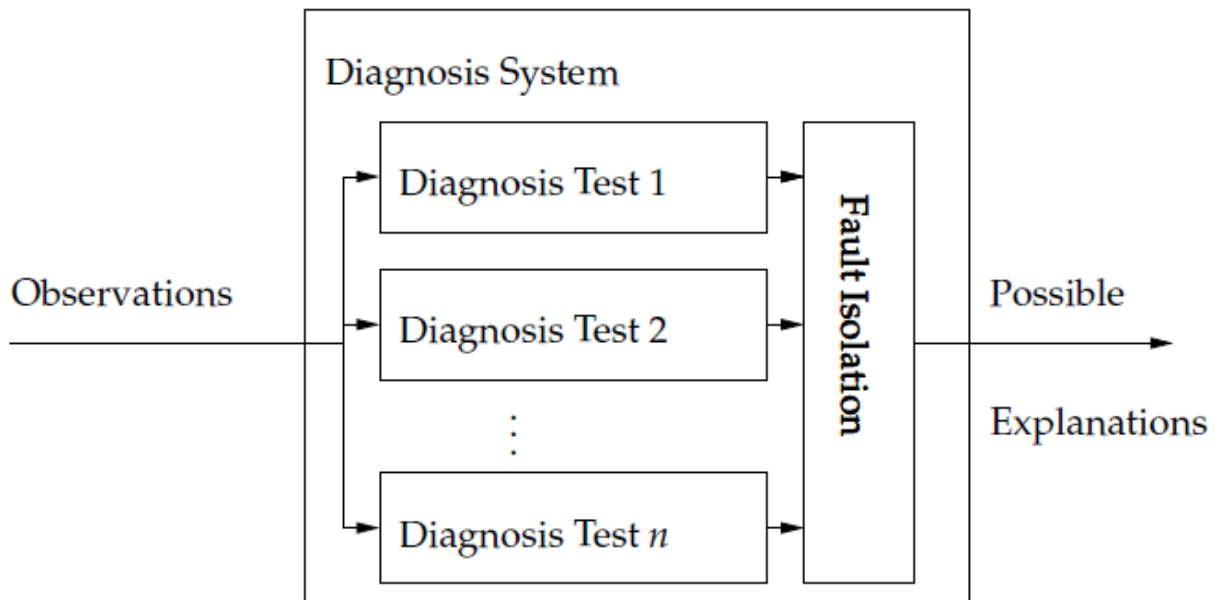 Diagnosis System
Diagnosis Test 1
Observations
Diagnosis Test 2
⋮
Diagnosis Test n
Fault Isolation
Possible
Explanations